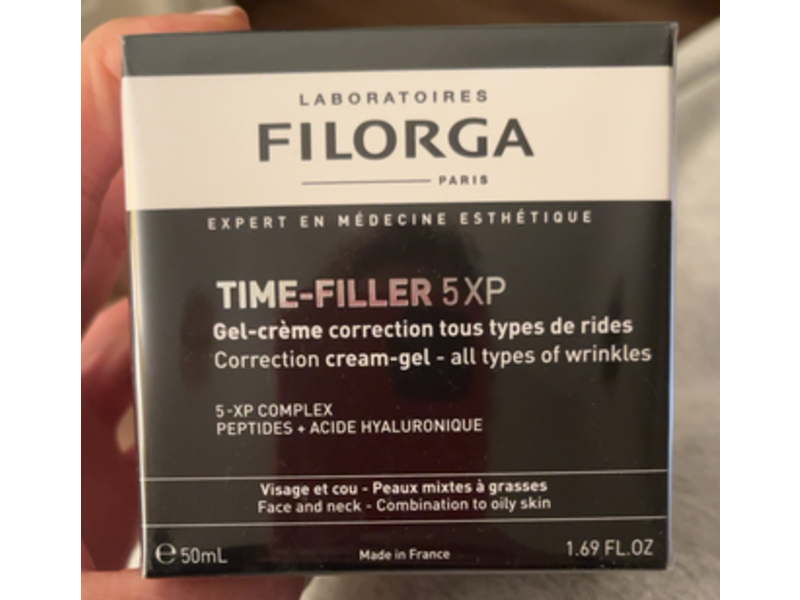 LABORATOIRES
FILORGA
PARIS
EXPERT EN MÉDECINE ESTHÉTIQUE
TIME-FILLER 5XP
Gel-crème correction tous types de rides
Correction cream-gel - all types of wrinkles
5-XP COMPLEX
PEPTIDES + ACIDE HYALURONIQUE
Visage et cou - Peaux mixtes à grasses
Face and neck - Combination to oily skin
℮ 50mL Made in France 1.69 FL.OZ